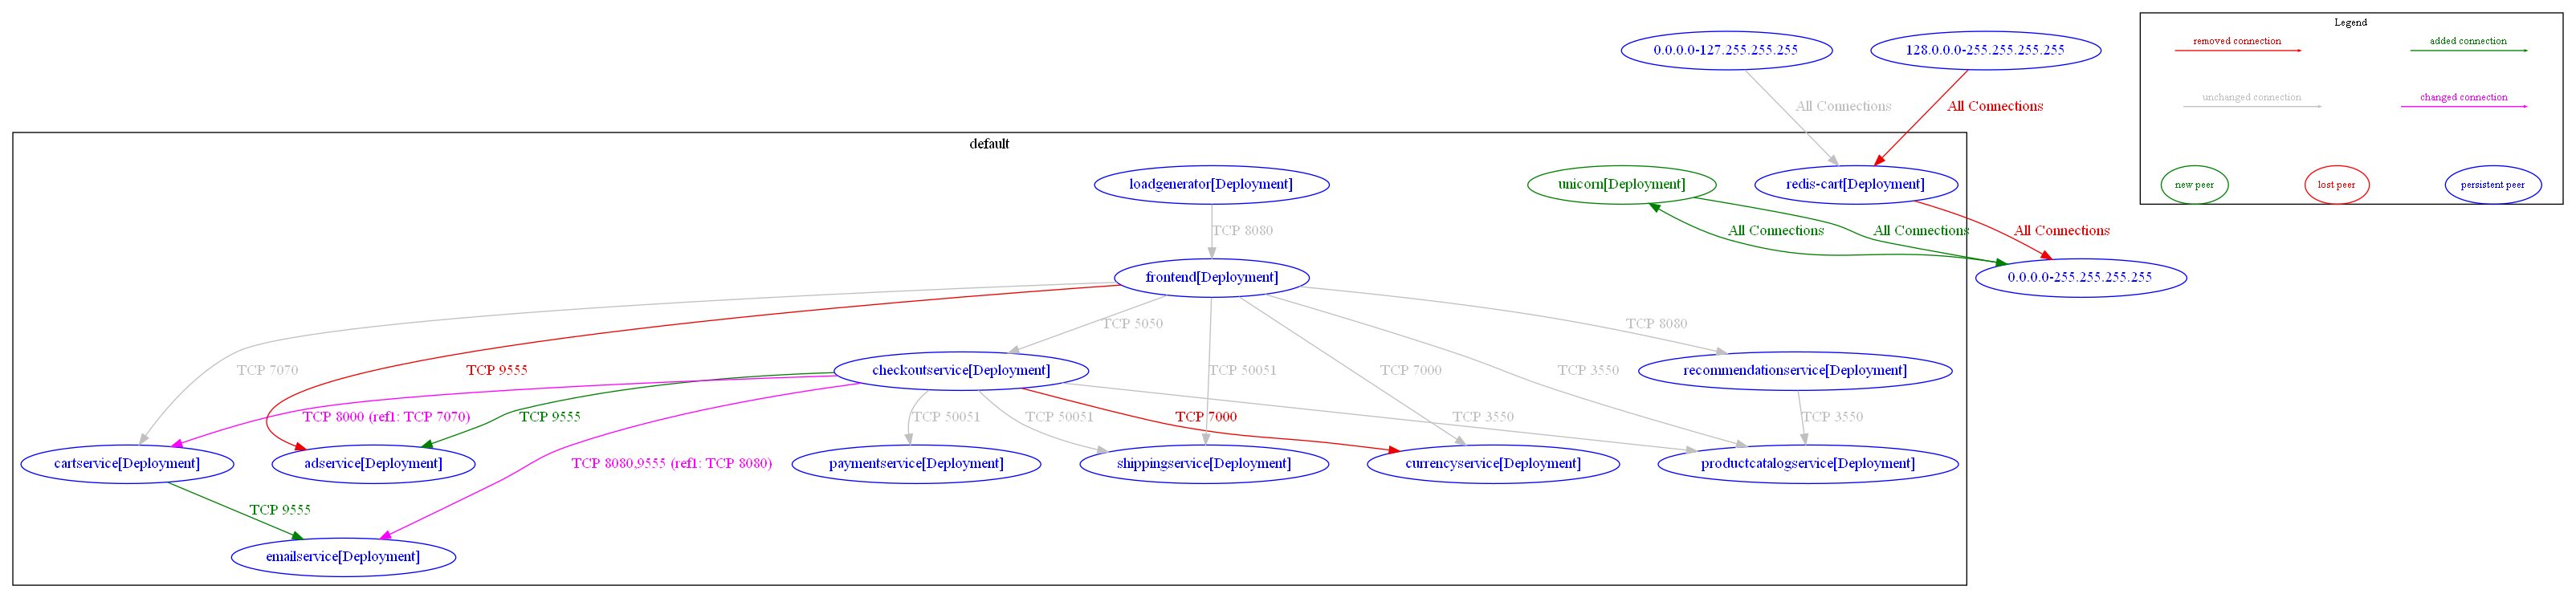 Legend
removed connection
added connection
0.0.0.0-127.255.255.255
128.0.0.0-255.255.255.255
unchanged connection
changed connection
All Connections
All Connections
default
loadgenerator[Deployment]
unicorn[Deployment]
redis-cart[Deployment]
new peer
lost peer
persistent peer
TCP 8080
All Connections
All Connections
All Connections
frontend[Deployment]
0.0.0.0-255.255.255.255
TCP 5050
TCP 8080
TCP 7070
TCP 9555
checkoutservice[Deployment]
TCP 50051
TCP 7000
TCP 3550
recommendationservice[Deployment]
TCP 8000 (ref1: TCP 7070)
TCP 9555
TCP 50051
TCP 50051
TCP 7000
TCP 3550
TCP 3550
cartservice[Deployment]
adservice[Deployment]
TCP 8080,9555 (ref1: TCP 8080)
paymentservice[Deployment]
shippingservice[Deployment]
currencyservice[Deployment]
productcatalogservice[Deployment]
TCP 9555
emailservice[Deployment]